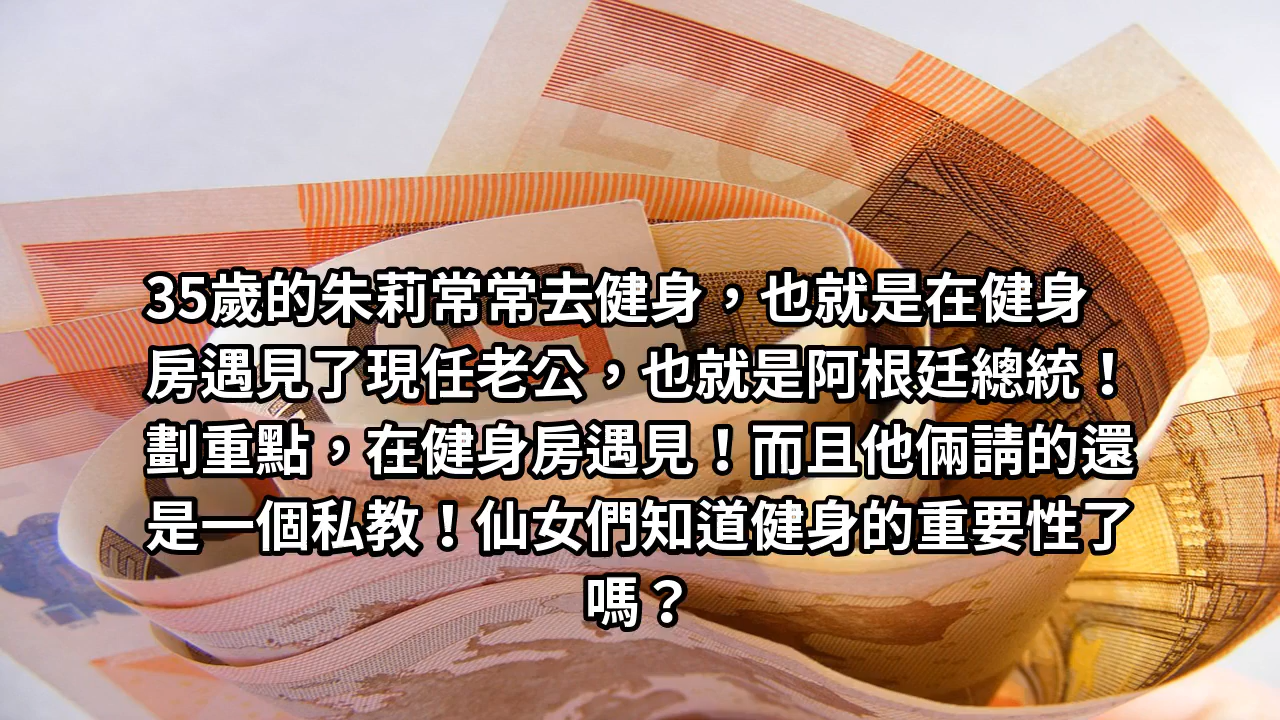 35歲的朱莉常常去健身，也就是在健身
房遇見了現任老公，也就是阿根廷總統！
劃重點，在健身房遇見！而且他倆請的還
是一個私教！仙女們知道健身的重要性了
嗎？